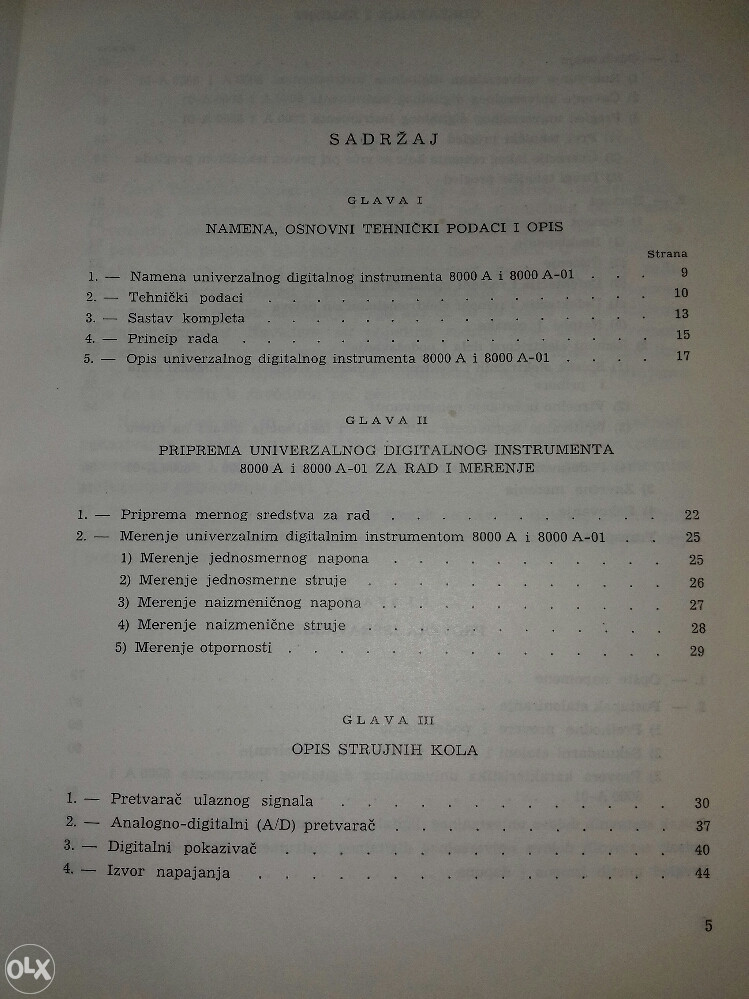 SADRŽAJ
GLAVA I
NAMENA, OSNOVNI TEHNIČKI PODACI I OPIS
Strana
1. — Namena univerzalnog digitalnog instrumenta 8000 A i 8000 A-01 . . . 9
2. — Tehnički podaci . . . . . . . . . . . . . . . . 10
3. — Sastav kompleta . . . . . . . . . . . . . . . . 13
4. — Princip rada . . . . . . . . . . . . . . . . . 15
5. — Opis univerzalnog digitalnog instrumenta 8000 A i 8000 A-01 . . . . 17
GLAVA II
PRIPREMA UNIVERZALNOG DIGITALNOG INSTRUMENTA
8000 A i 8000 A-01 ZA RAD I MERENJE
1. — Priprema mernog sredstva za rad . . . . . . . . . . . 22
2. — Merenje univerzalnim digitalnim instrumentom 8000 A i 8000 A-01 . . 25
1) Merenje jednosmernog napona . . . . . . . . . . . 25
2) Merenje jednosmerne struje . . . . . . . . . . . . 26
3) Merenje naizmeničnog napona . . . . . . . . . . . 27
4) Merenje naizmenične struje . . . . . . . . . . . . 28
5) Merenje otpornosti . . . . . . . . . . . . . . . 29
GLAVA III
OPIS STRUJNIH KOLA
1. — Pretvarač ulaznog signala . . . . . . . . . . . . . 30
2. — Analogno-digitalni (A/D) pretvarač . . . . . . . . . . . 37
3. — Digitalni pokazivač . . . . . . . . . . . . . . . 40
4. — Izvor napajanja . . . . . . . . . . . . . . . . 44
5
OLX